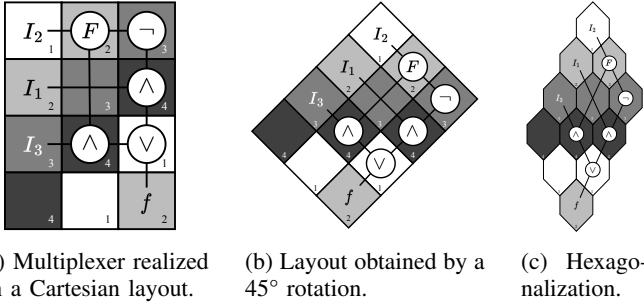 I₂ 1 F 2 ¬ 3
I₁ 2 3 ∧ 4
I₃ 3 ∧ 4 ∨ 1
4 1 f 2
) Multiplexer realized
a Cartesian layout.
I₂
1
I₁ F
2 2
I₃ ¬
3 3 3
∧ ∧
4 4 4
∨
1 1
f
2
(b) Layout obtained by a
45° rotation.
I₂
I₁ F
I₃ ¬
∧ ∧
∨
f
(c) Hexago-
nalization.